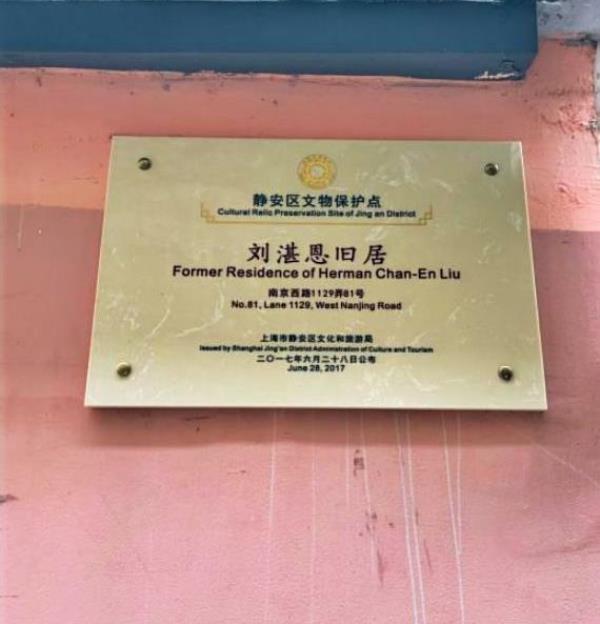 静安区文物保护点
Cultural Relic Preservation Site of Jing an District
刘湛恩旧居
Former Residence of Herman Chan-En Liu
南京西路1129弄81号
No.81, Lane 1129, West Nanjing Road
上海市静安区文化和旅游局
Issued by Shanghai Jing'an District Administration of Culture and Tourism
二〇一七年六月二十八日公布
June 28, 2017